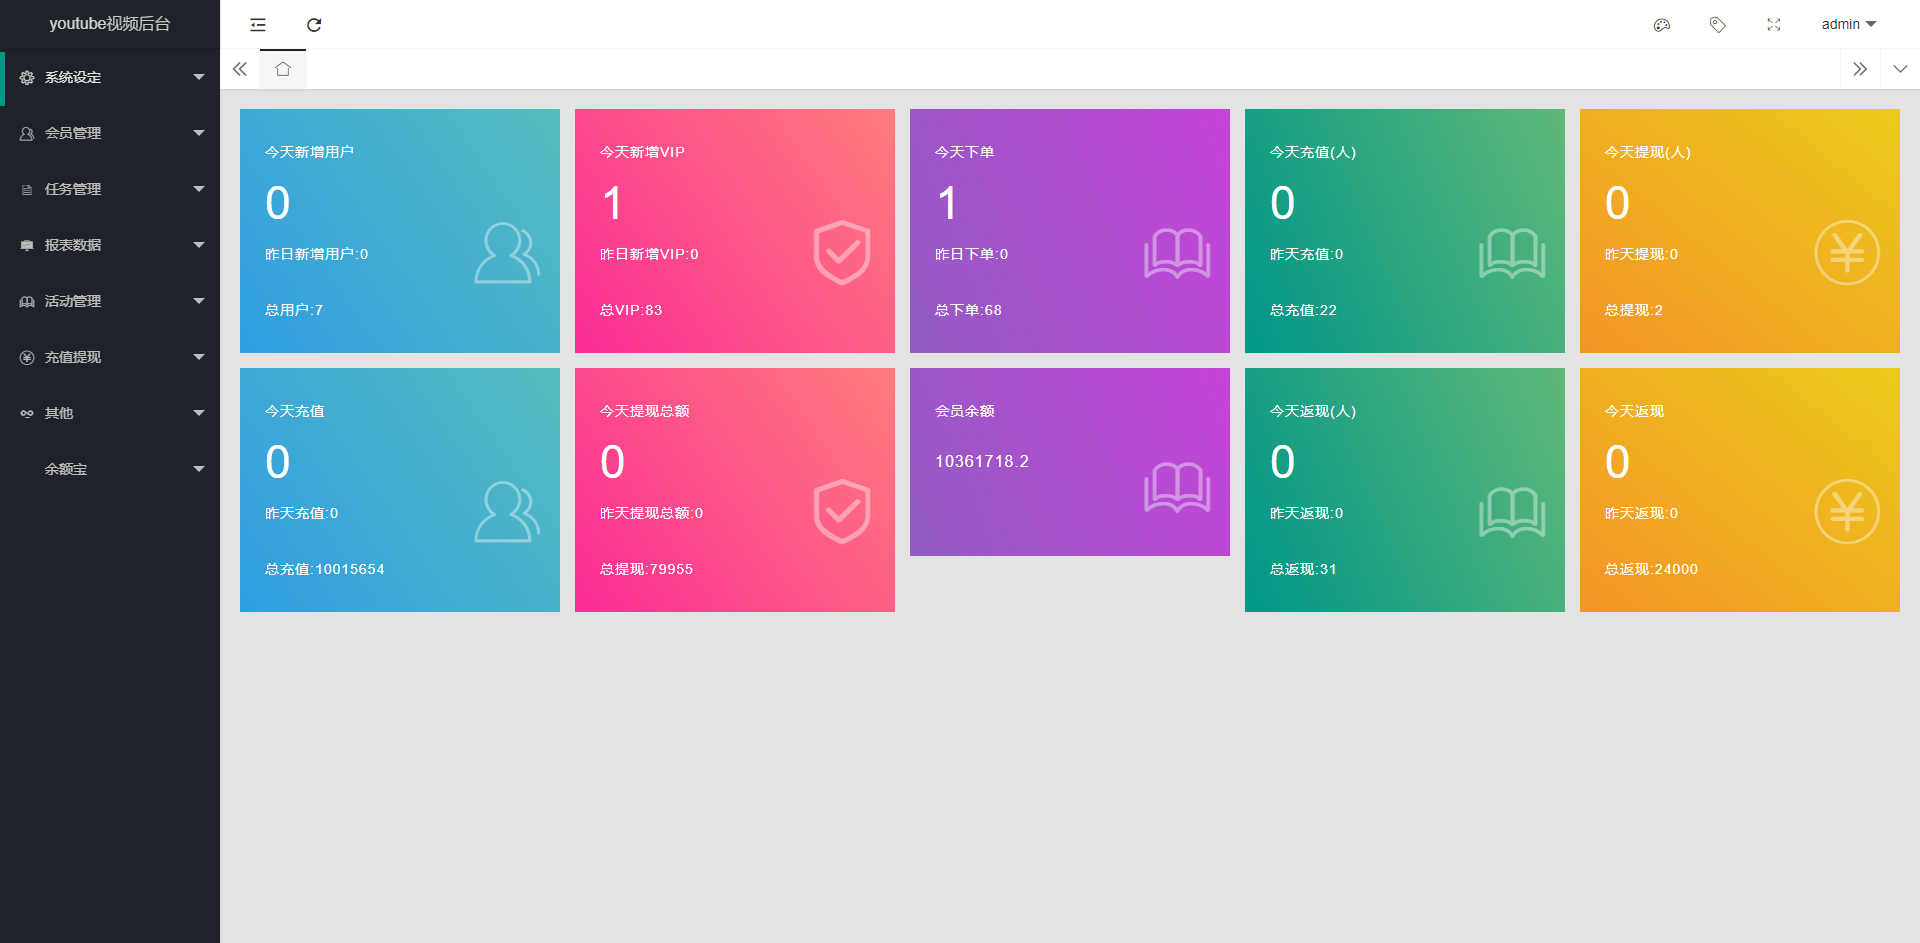 youtube视频后台
admin
系统设定
会员管理
任务管理
报表数据
活动管理
充值提现
其他
余额宝
今天新增用户
0
昨日新增用户:0
总用户:7
今天新增VIP
1
昨日新增VIP:0
总VIP:83
今天下单
1
昨日下单:0
总下单:68
今天充值(人)
0
昨天充值:0
总充值:22
今天提现(人)
0
昨天提现:0
总提现:2
今天充值
0
昨天充值:0
总充值:10015654
今天提现总额
0
昨天提现总额:0
总提现:79955
会员余额
10361718.2
今天返现(人)
0
昨天返现:0
总返现:31
今天返现
0
昨天返现:0
总返现:24000